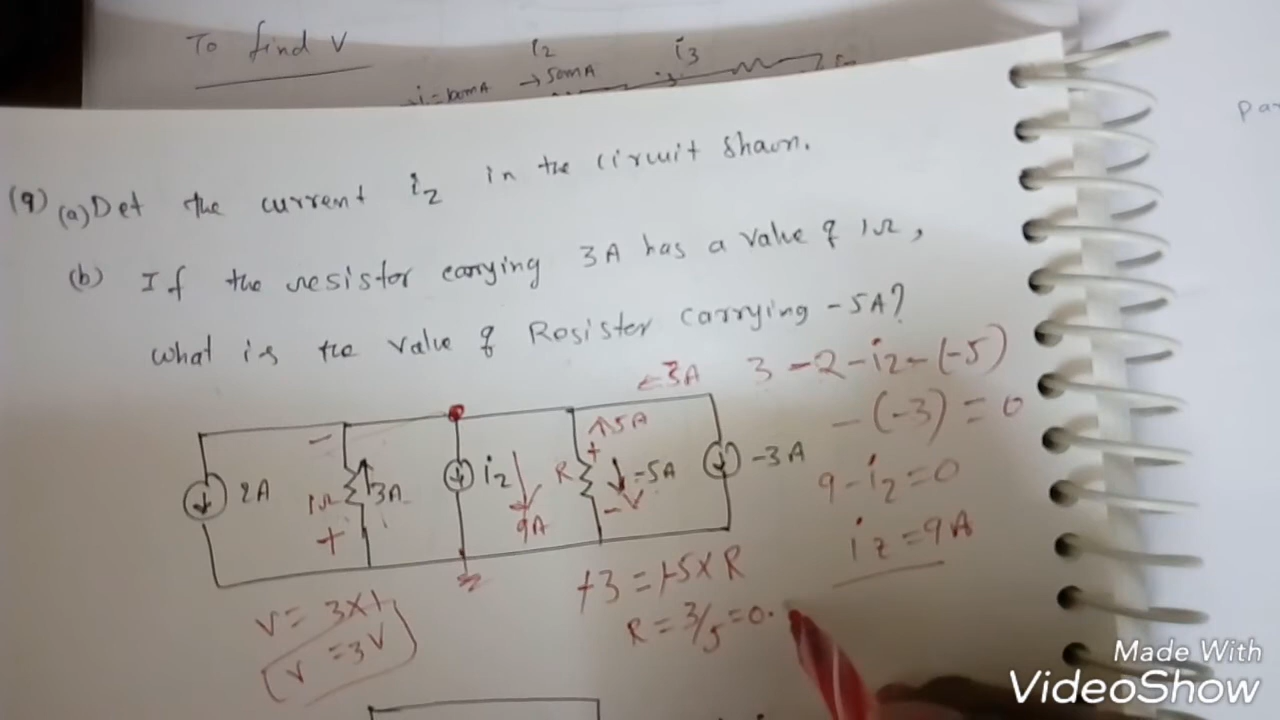 To find V
i2
i3
i=100mA
→50mA
(9) (a) Det the current i2 in the circuit shown.
(b) If the resistor carrying 3A has a value of 1Ω,
What is the value of Resister Carrying -5A?
←3A
3 - 2 - i2 - (-5)
- (-3) = 0
9 - i2 = 0
i2 = 9A
2A
-
1Ω
3A
+
i2
9A
↑5A
+
R
-5A
-
-3A
V = 3×1
V = 3V
+3 = +5×R
R = 3/5 = 0.
Made With
VideoShow